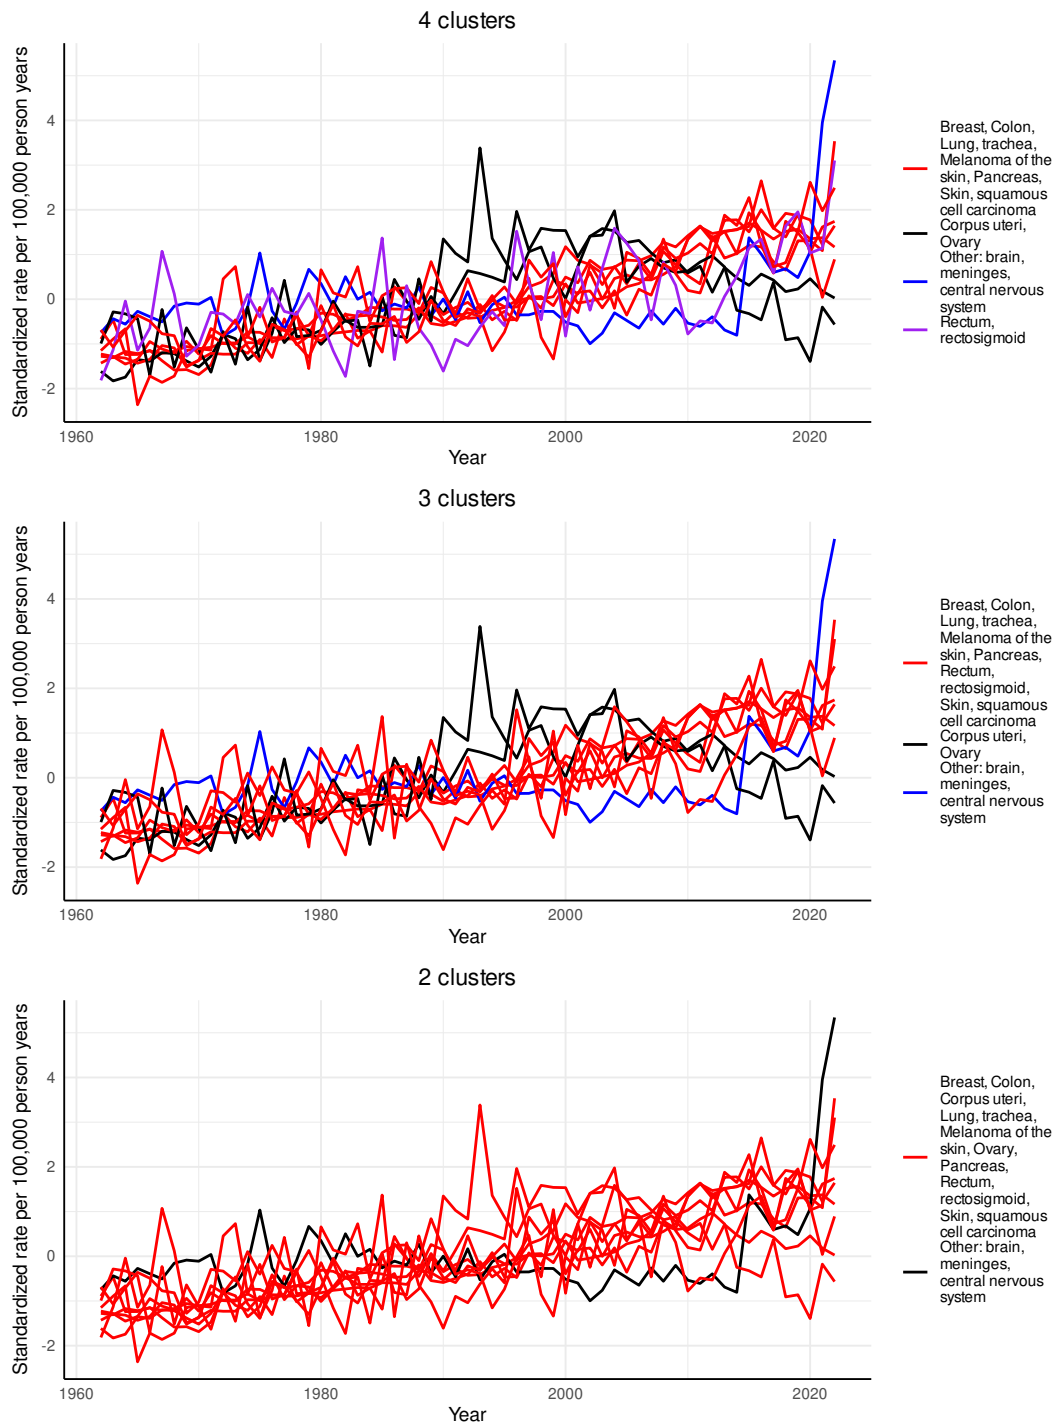 4 clusters
Standardized rate per 100,000 person years
4
2
0
-2
1960
1980
2000
2020
Year
Breast, Colon,
Lung, trachea,
Melanoma of the
skin, Pancreas,
Skin, squamous
cell carcinoma
Corpus uteri,
Ovary
Other: brain,
meninges,
central nervous
system
Rectum,
rectosigmoid
3 clusters
Standardized rate per 100,000 person years
4
2
0
-2
1960
1980
2000
2020
Year
Breast, Colon,
Lung, trachea,
Melanoma of the
skin, Pancreas,
Rectum,
rectosigmoid,
Skin, squamous
cell carcinoma
Corpus uteri,
Ovary
Other: brain,
meninges,
central nervous
system
2 clusters
Standardized rate per 100,000 person years
4
2
0
-2
1960
1980
2000
2020
Year
Breast, Colon,
Corpus uteri,
Lung, trachea,
Melanoma of the
skin, Ovary,
Pancreas,
Rectum,
rectosigmoid,
Skin, squamous
cell carcinoma
Other: brain,
meninges,
central nervous
system